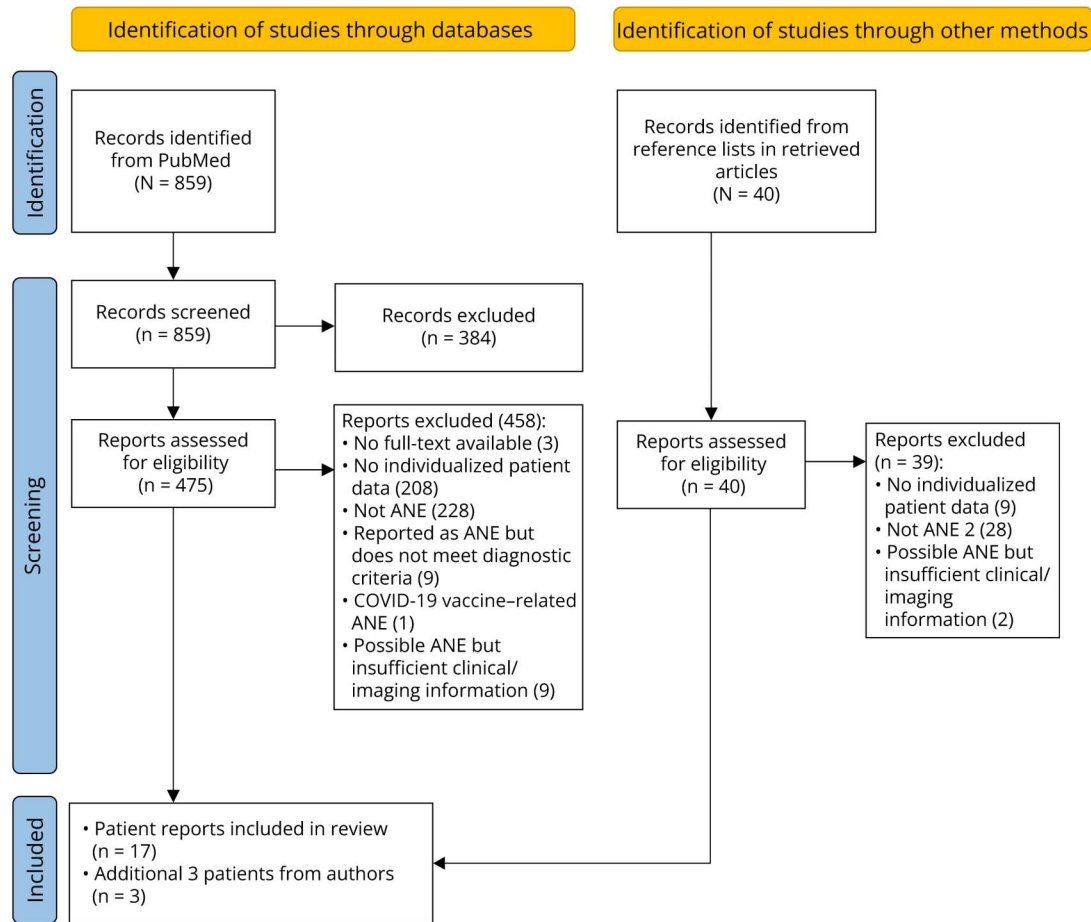 Identification of studies through databases
Identification of studies through other methods
Identification
Records identified
from PubMed
(N = 859)
Records identified from
reference lists in retrieved
articles
(N = 40)
Screening
Records screened
(n = 859)
Records excluded
(n = 384)
Reports assessed
for eligibility
(n = 475)
Reports excluded (458):
• No full-text available (3)
• No individualized patient
data (208)
• Not ANE (228)
• Reported as ANE but
does not meet diagnostic
criteria (9)
• COVID-19 vaccine–related
ANE (1)
• Possible ANE but
insufficient clinical/
imaging information (9)
Reports assessed
for eligibility
(n = 40)
Reports excluded
(n = 39):
• No individualized
patient data (9)
• Not ANE 2 (28)
• Possible ANE but
insufficient clinical/
imaging
information (2)
Included
• Patient reports included in review
(n = 17)
• Additional 3 patients from authors
(n = 3)